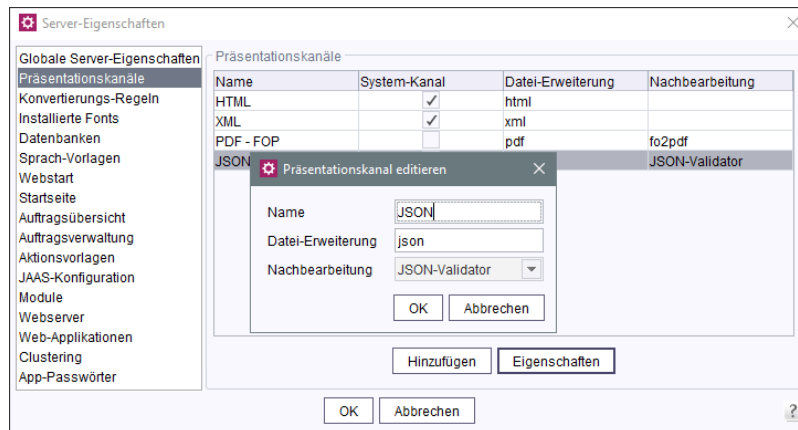 Server-Eigenschaften
Globale Server-Eigenschaften
Präsentationskanäle
Konvertierungs-Regeln
Installierte Fonts
Datenbanken
Sprach-Vorlagen
Webstart
Startseite
Auftragsübersicht
Auftragsverwaltung
Aktionsvorlagen
JAAS-Konfiguration
Module
Webserver
Web-Applikationen
Clustering
App-Passwörter
Präsentationskanäle
Name System-Kanal Datei-Erweiterung Nachbearbeitung
HTML html
XML xml
PDF - FOP pdf fo2pdf
JSON JSON-Validator
Präsentationskanal editieren
Name JSON
Datei-Erweiterung json
Nachbearbeitung JSON-Validator
OK Abbrechen
Hinzufügen Eigenschaften
OK Abbrechen
?